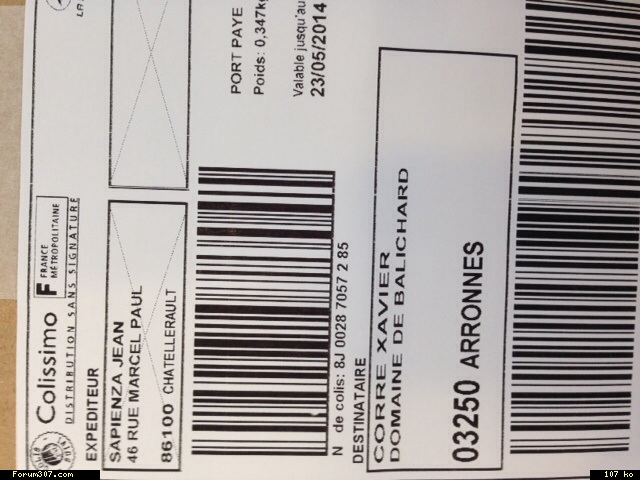 Colissimo
F FRANCE
MÉTROPOLITAINE
DISTRIBUTION SANS SIGNATURE
EXPEDITEUR
SAPIENZA JEAN
46 RUE MARCEL PAUL
86100 CHATELLERAULT
PORT PAYE
Poids: 0,347kg
Valable jusqu'au
23/05/2014
N de colis: 8J 0028 7057 2 85
DESTINATAIRE
CORRE XAVIER
DOMAINE DE BALICHARD
03250 ARRONNES
Forum307.com
107 ko